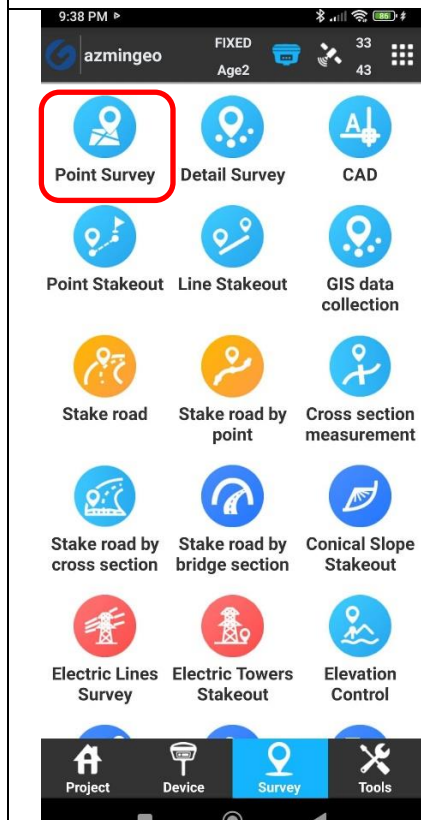 9:38 PM
85
azmingeo
FIXED
Age2
33
43
Point Survey
Detail Survey
CAD
A
Point Stakeout
Line Stakeout
GIS data
collection
Stake road
Stake road by
point
Cross section
measurement
Stake road by
cross section
Stake road by
bridge section
Conical Slope
Stakeout
Electric Lines
Survey
Electric Towers
Stakeout
Elevation
Control
Project
Device
Survey
Tools